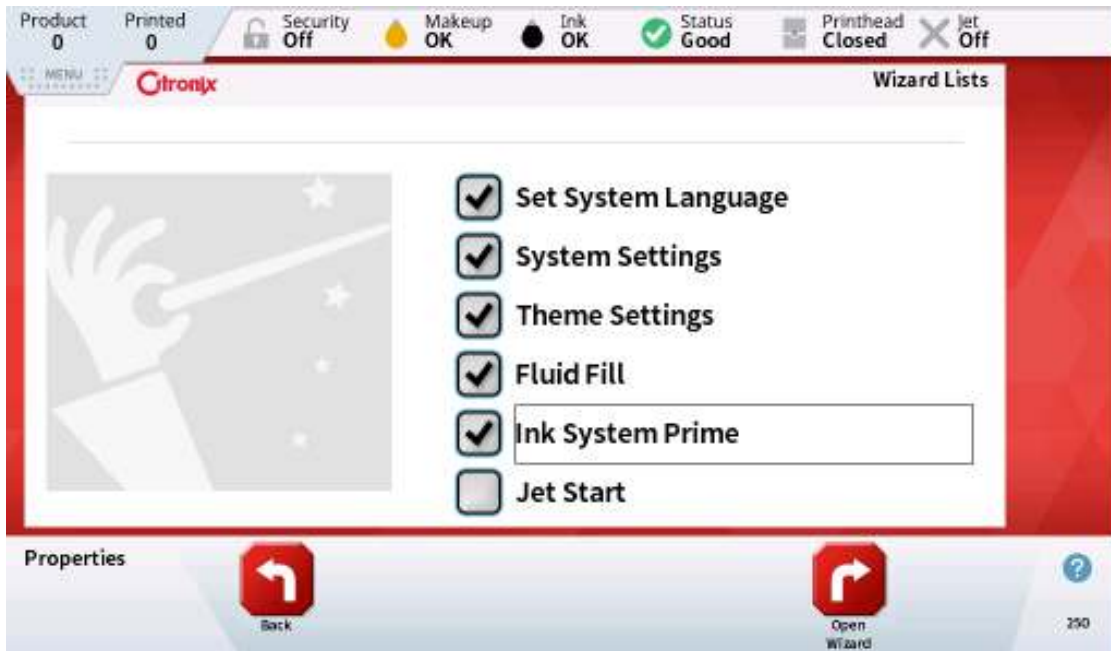 Product
0
Printed
0
Security
Off
Makeup
OK
Ink
OK
Status
Good
Printhead
Closed
Jet
Off
MENU
Citronix
Wizard Lists
Set System Language
System Settings
Theme Settings
Fluid Fill
Ink System Prime
Jet Start
Properties
Back
Open
Wizard
?
250